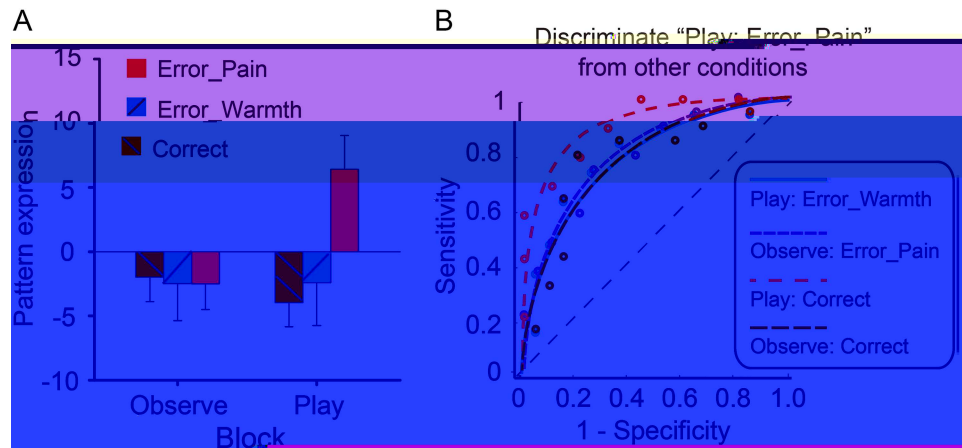 A
15
10
5
0
-5
-10
Pattern expression
Error_Pain
Error_Warmth
Correct
Observe
Play
Block
B
Discriminate “Play: Error_Pain”
from other conditions
1
0.8
0.6
0.4
0.2
0
Sensitivity
0
0.2
0.4
0.6
0.8
1.0
1 - Specificity
Play: Error_Warmth
Observe: Error_Pain
Play: Correct
Observe: Correct